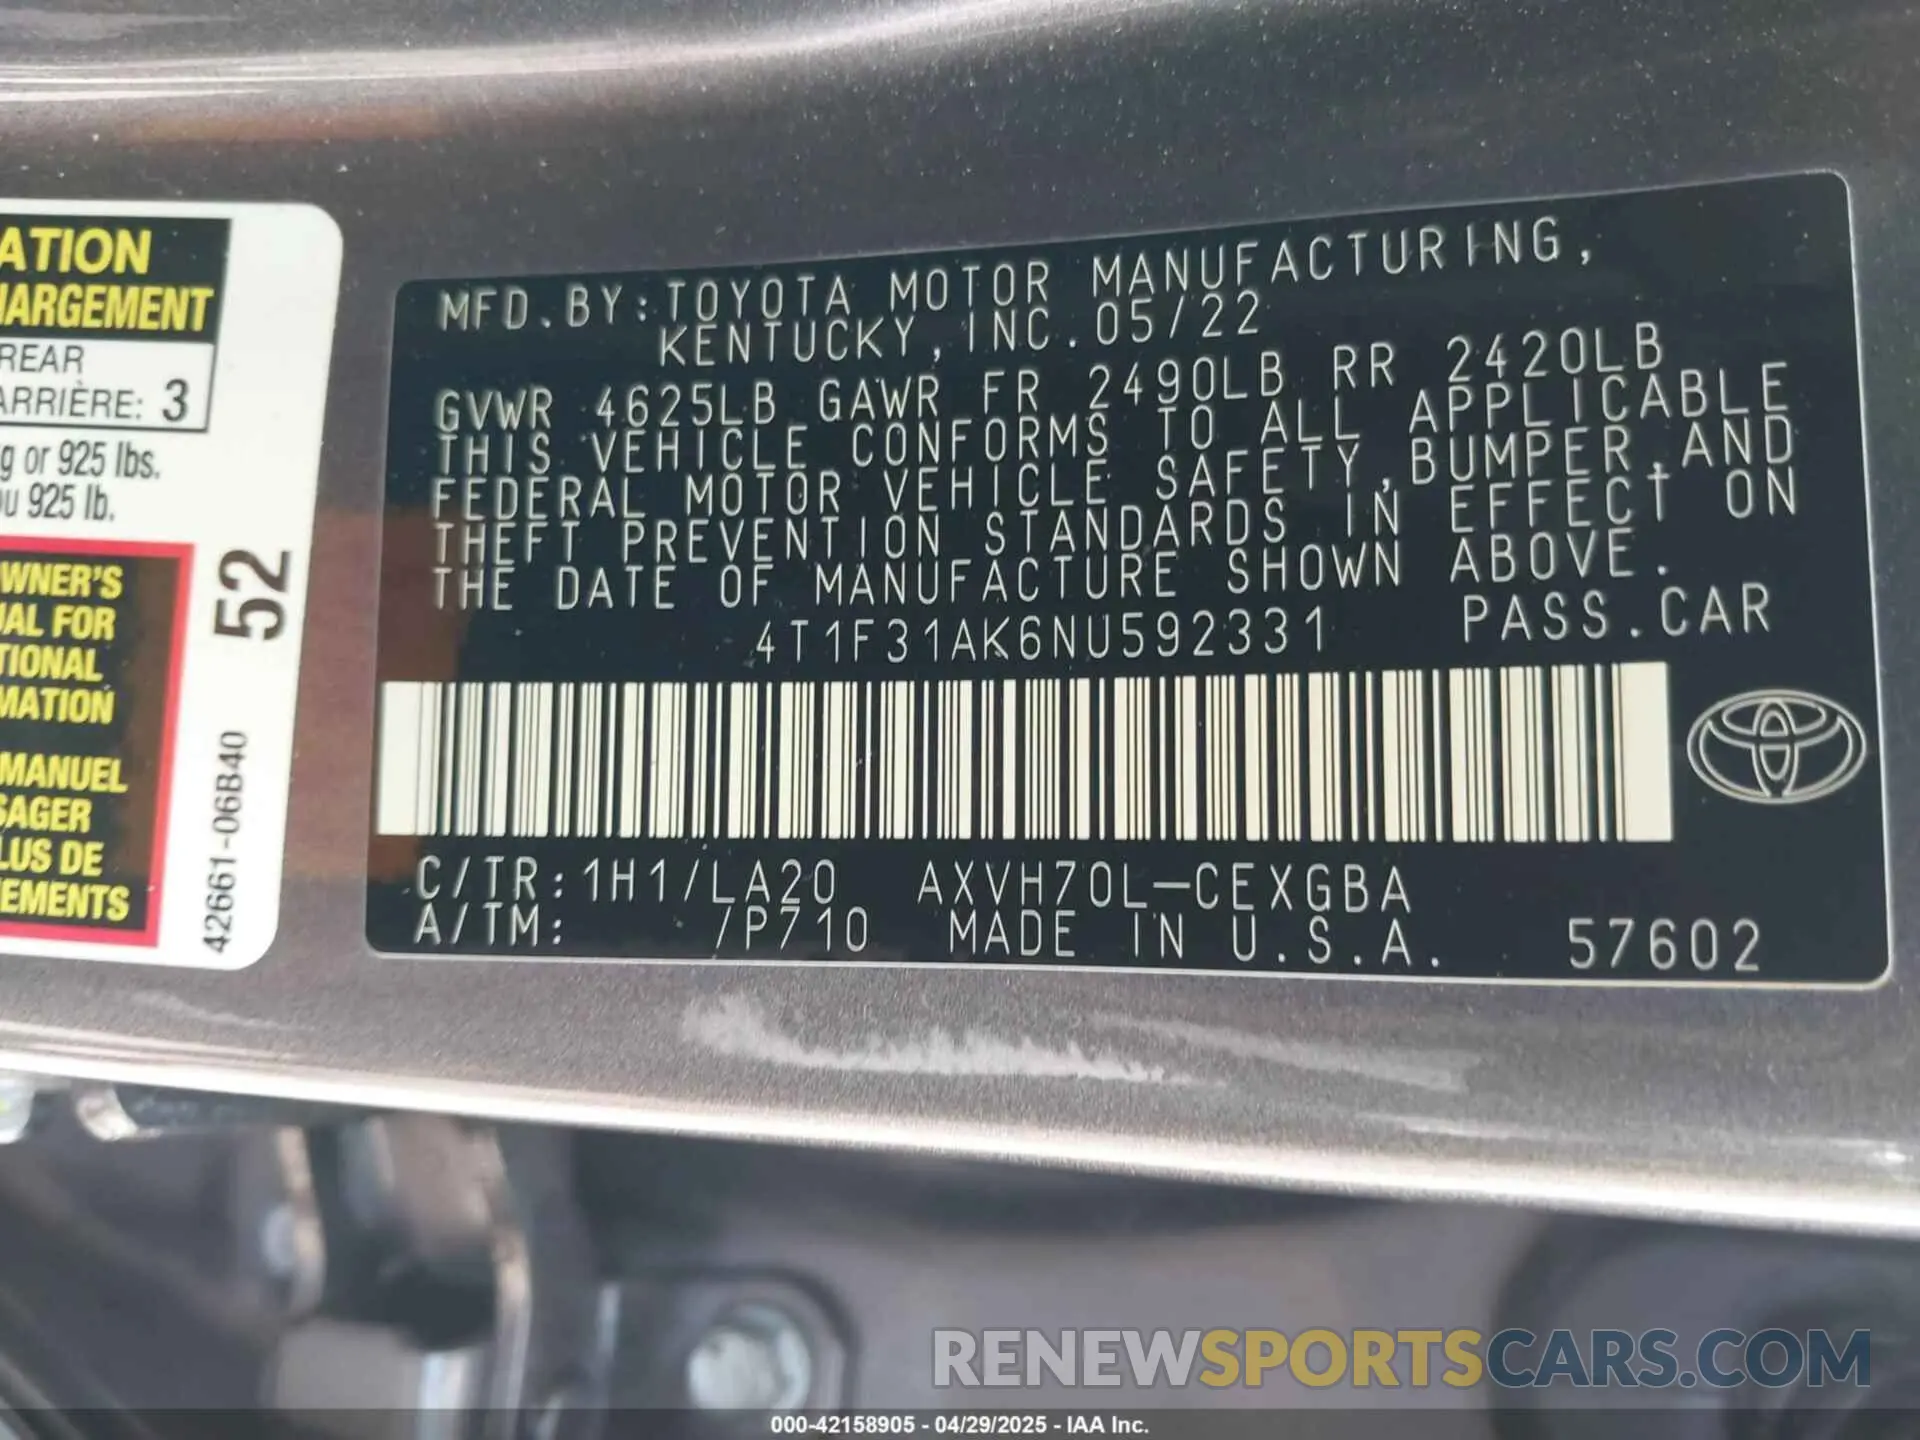 ATION
HARGEMENT
REAR
ARRIÈRE: 3
g or 925 lbs.
ou 925 lb.
OWNER'S
UAL FOR
TIONAL
MATION
MANUEL
SAGER
LUS DE
EMENTS
52
42661-06B40
MFD.BY:TOYOTA MOTOR MANUFACTURING,
KENTUCKY,INC.05/22
GVWR 4625LB GAWR FR 2490LB RR 2420LB
THIS VEHICLE CONFORMS TO ALL APPLICABLE
FEDERAL MOTOR VEHICLE SAFETY,BUMPER,AND
THEFT PREVENTION STANDARDS IN EFFECT ON
THE DATE OF MANUFACTURE SHOWN ABOVE.
4T1F31AK6NU592331 PASS.CAR
C/TR:1H1/LA20 AXVH70L-CEXGBA
A/TM: /P710 MADE IN U.S.A. 57602
RENEWSPORTSCARS.COM
000-42158905 - 04/29/2025 - IAA Inc.